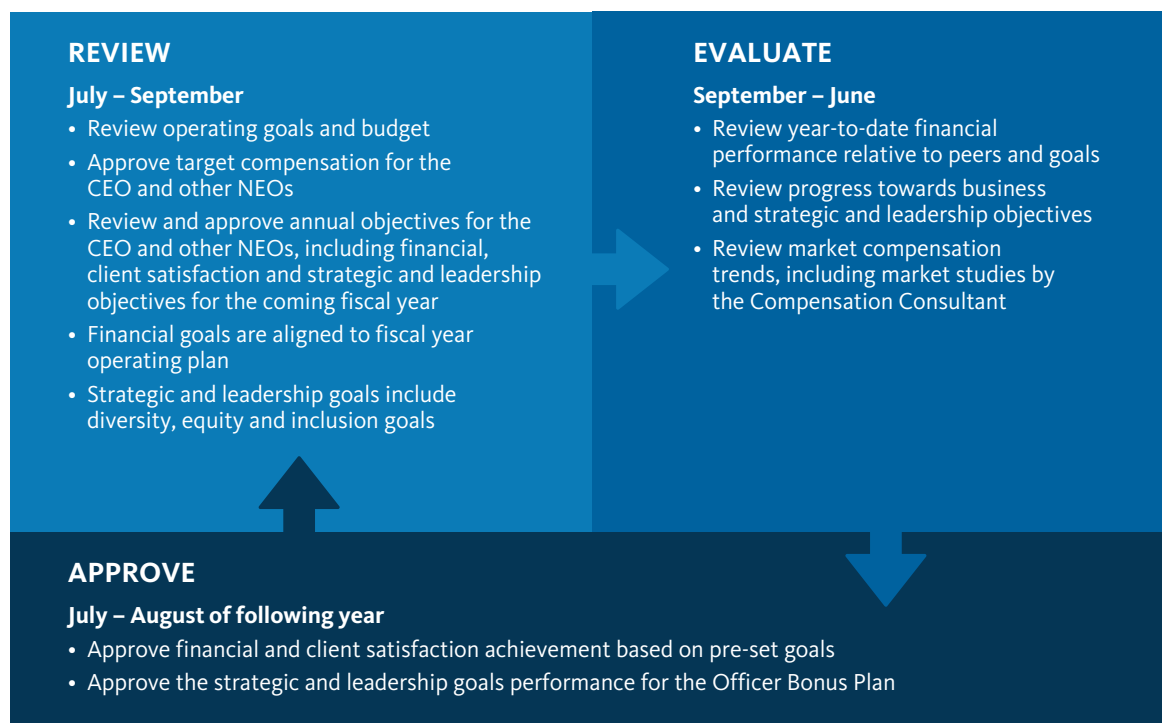 REVIEW
July – September
• Review operating goals and budget
• Approve target compensation for the
CEO and other NEOs
• Review and approve annual objectives for the
CEO and other NEOs, including financial,
client satisfaction and strategic and leadership
objectives for the coming fiscal year
• Financial goals are aligned to fiscal year
operating plan
• Strategic and leadership goals include
diversity, equity and inclusion goals
EVALUATE
September – June
• Review year-to-date financial
performance relative to peers and goals
• Review progress towards business
and strategic and leadership objectives
• Review market compensation
trends, including market studies by
the Compensation Consultant
APPROVE
July – August of following year
• Approve financial and client satisfaction achievement based on pre-set goals
• Approve the strategic and leadership goals performance for the Officer Bonus Plan